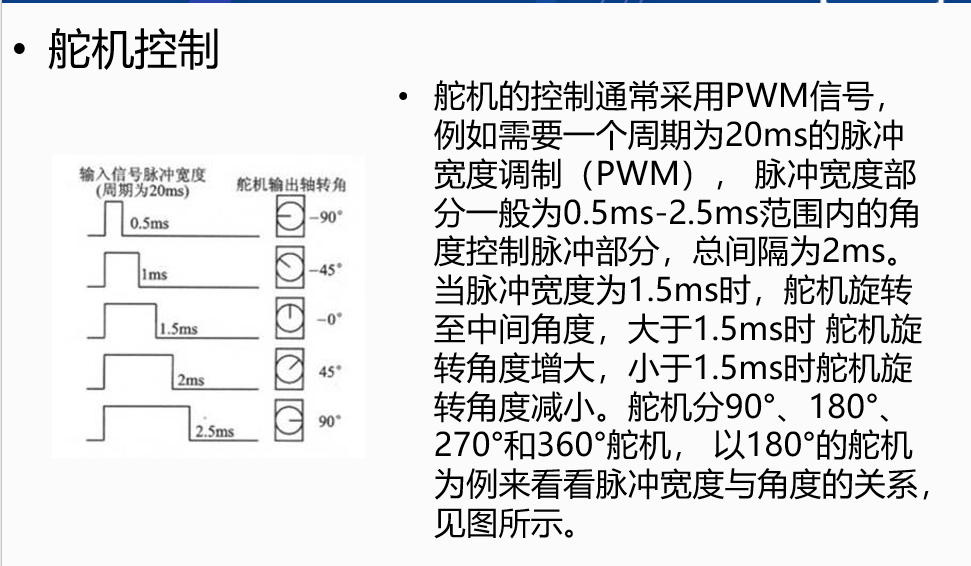 • 舵机控制
输入信号脉冲宽度
(周期为20ms)
舵机输出轴转角
0.5ms
-90°
1ms
-45°
1.5ms
-0°
2ms
45°
2.5ms
90°
• 舵机的控制通常采用PWM信号，
例如需要一个周期为20ms的脉冲
宽度调制（PWM）， 脉冲宽度部
分一般为0.5ms-2.5ms范围内的角
度控制脉冲部分，总间隔为2ms。
当脉冲宽度为1.5ms时，舵机旋转
至中间角度，大于1.5ms时 舵机旋
转角度增大，小于1.5ms时舵机旋
转角度减小。舵机分90°、180°、
270°和360°舵机， 以180°的舵机
为例来看看脉冲宽度与角度的关系，
见图所示。